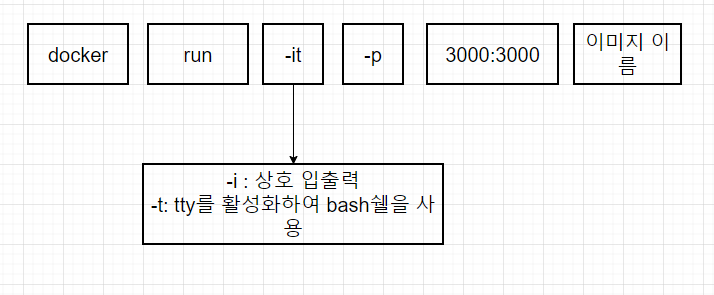 docker run -it -p 3000:3000 이미지 이
름
-i : 상호 입출력
-t: tty를 활성화하여 bash쉘을 사
용